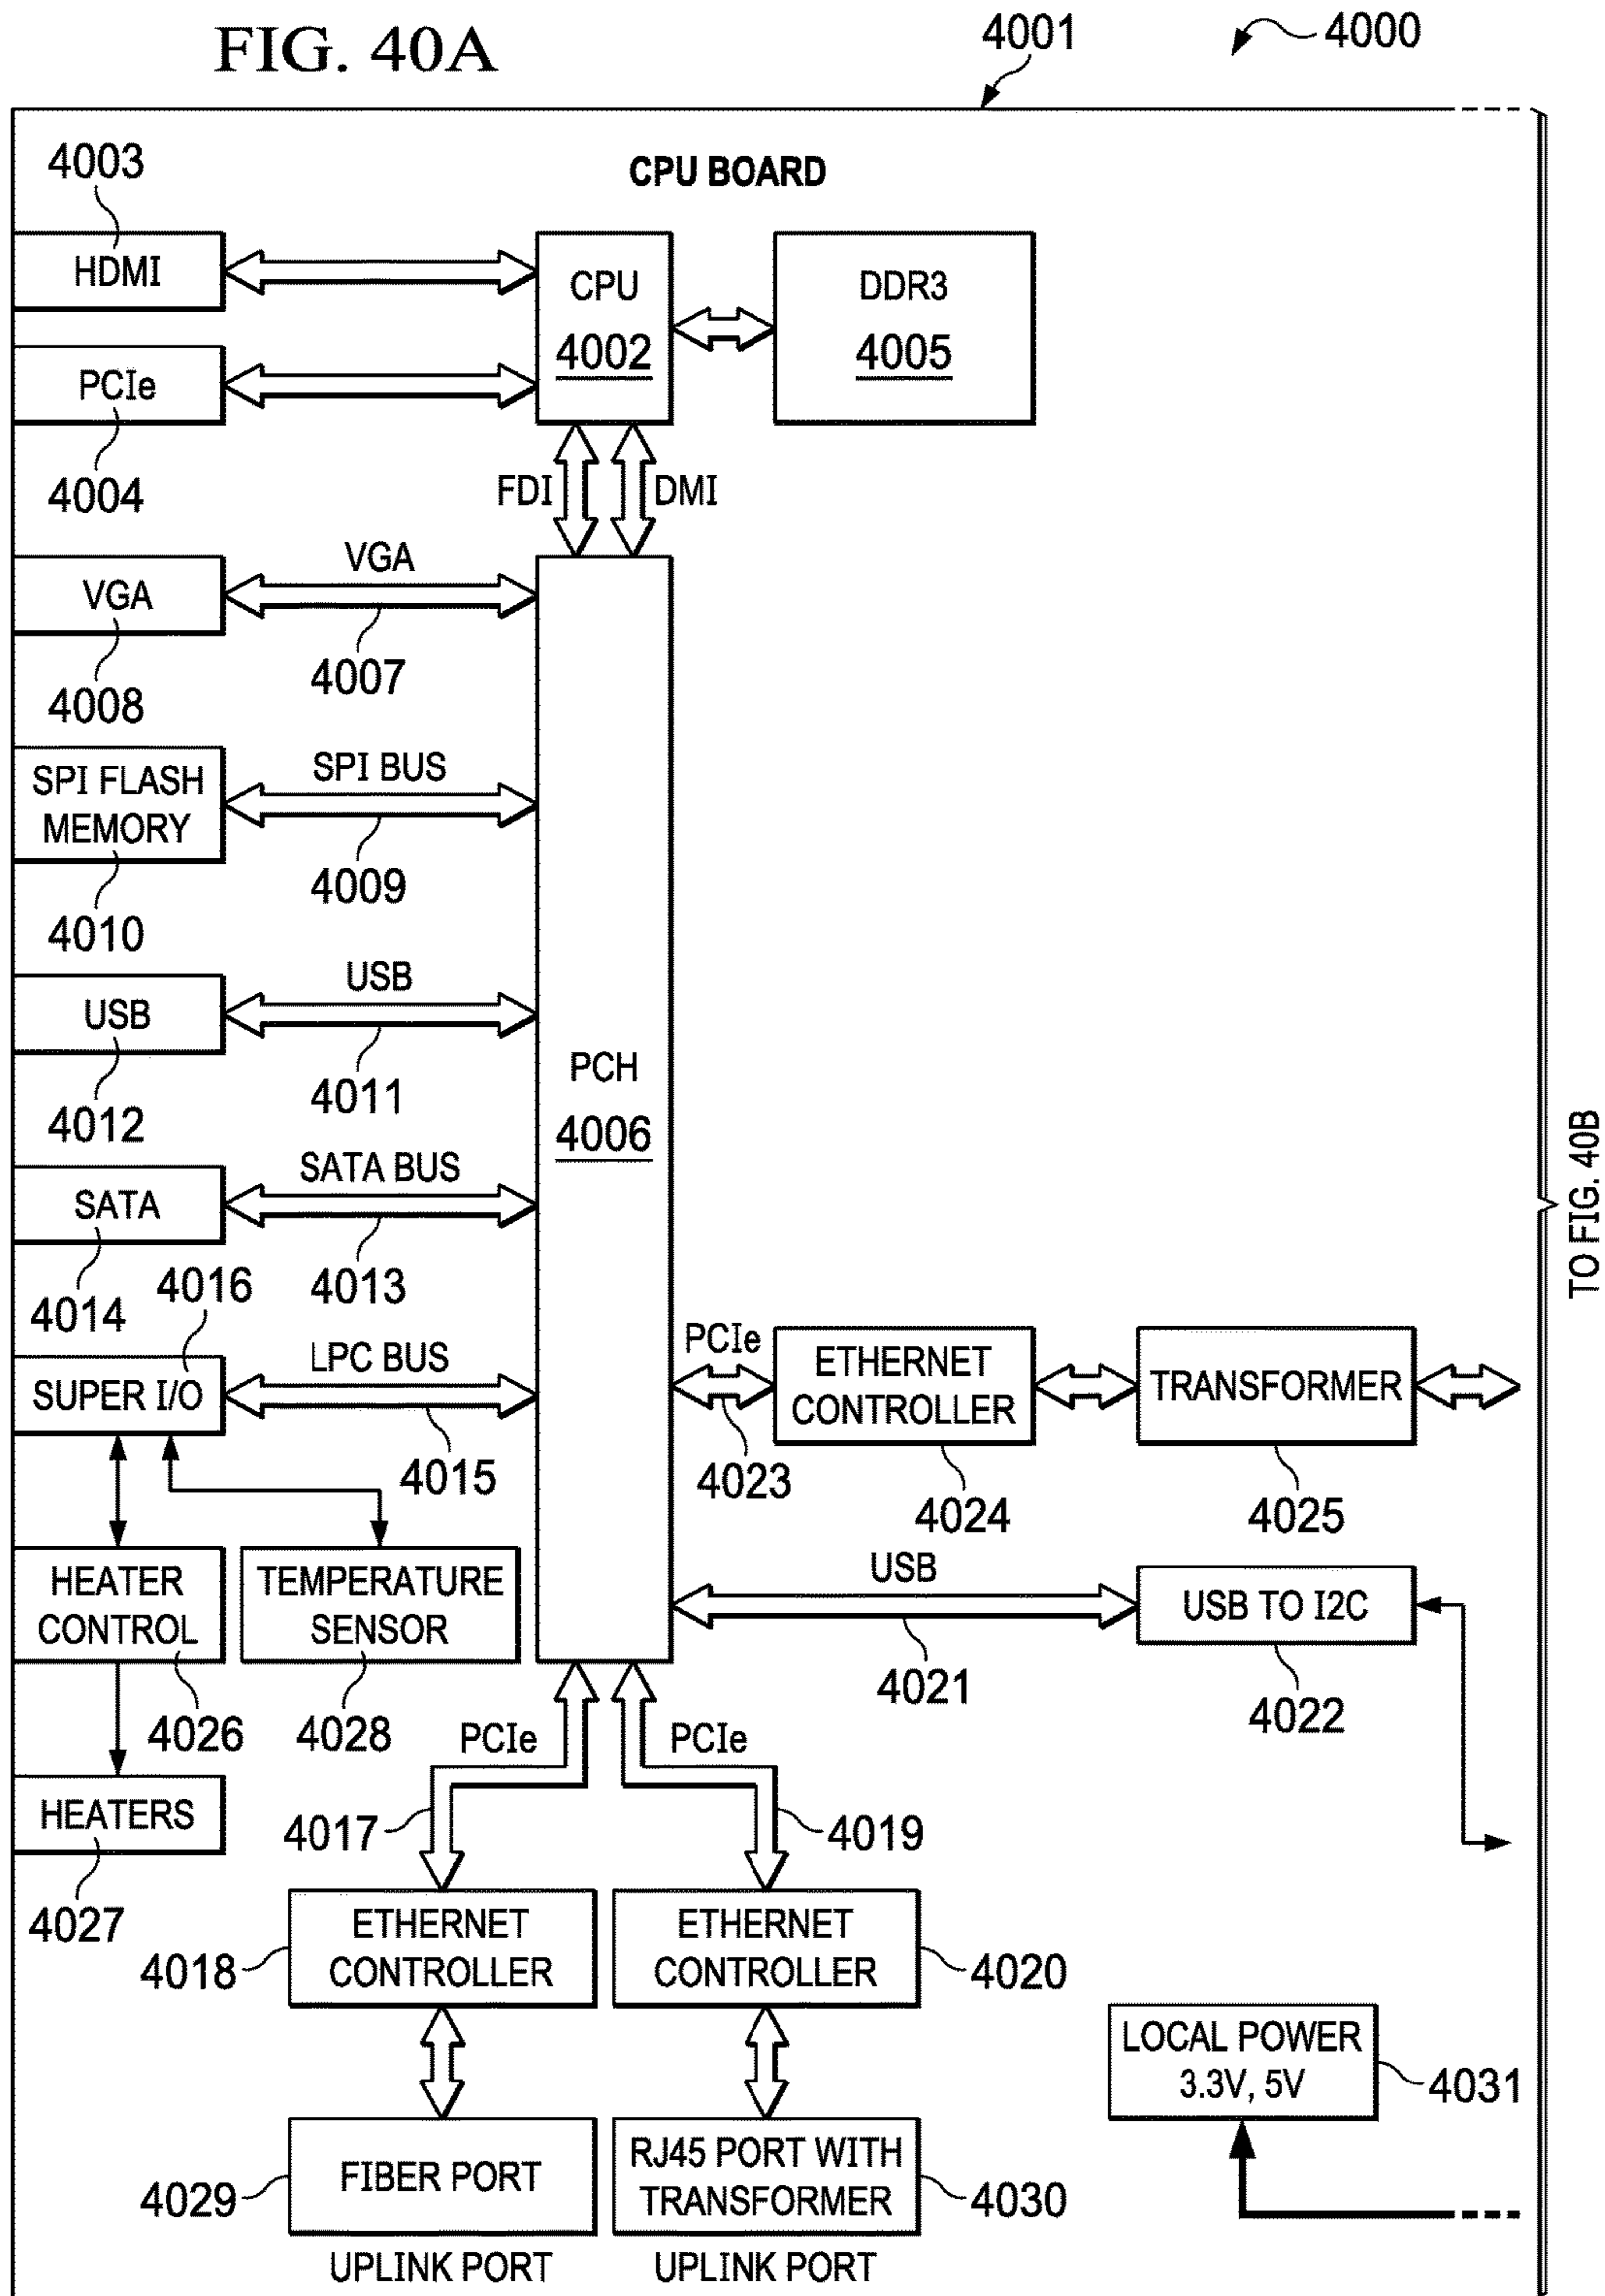 FIG. 40A
4001
4000
CPU BOARD
4003
HDMI
CPU
4002
DDR3
4005
PCIe
4004
FDI
DMI
VGA
VGA
4007
4008
SPI FLASH
MEMORY
SPI BUS
4009
4010
USB
USB
4011
4012
PCH
4006
SATA
SATA BUS
4013
4014
4016
SUPER I/O
LPC BUS
4015
PCIe
4023
ETHERNET
CONTROLLER
4024
TRANSFORMER
4025
TO FIG. 40B
HEATER
CONTROL
4026
TEMPERATURE
SENSOR
4028
USB
4021
USB TO I2C
4022
HEATERS
4027
PCIe
4017
PCIe
4019
ETHERNET
CONTROLLER
4018
ETHERNET
CONTROLLER
4020
LOCAL POWER
3.3V, 5V
4031
FIBER PORT
4029
UPLINK PORT
RJ45 PORT WITH
TRANSFORMER
4030
UPLINK PORT